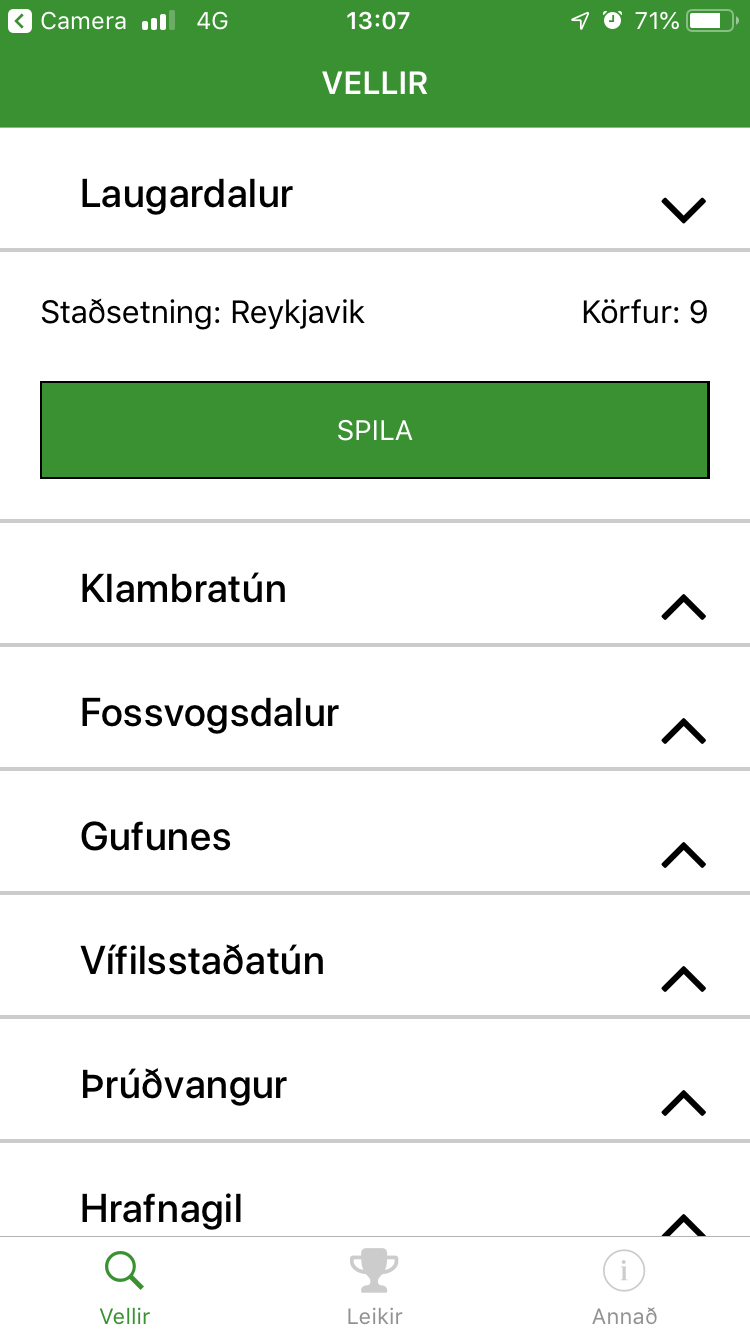 Camera 4G 13:07 71%
VELLIR
Laugardalur
Staðsetning: Reykjavik Körfur: 9
SPILA
Klambratún
Fossvogsdalur
Gufunes
Vífilsstaðatún
Þrúðvangur
Hrafnagil
Vellir Leikir Annað